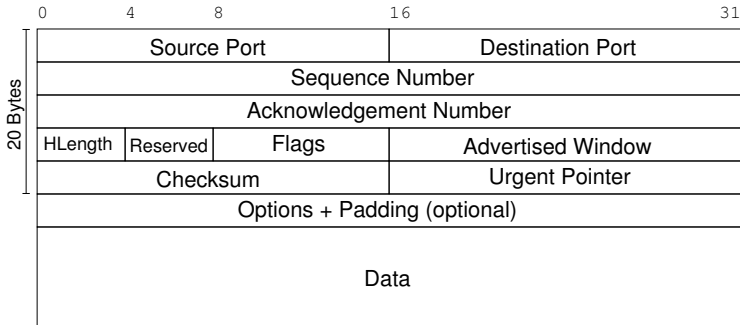 0 4 8 16 31
Source Port Destination Port
Sequence Number
Acknowledgement Number
HLength Reserved Flags Advertised Window
Checksum Urgent Pointer
Options + Padding (optional)
Data
20 Bytes